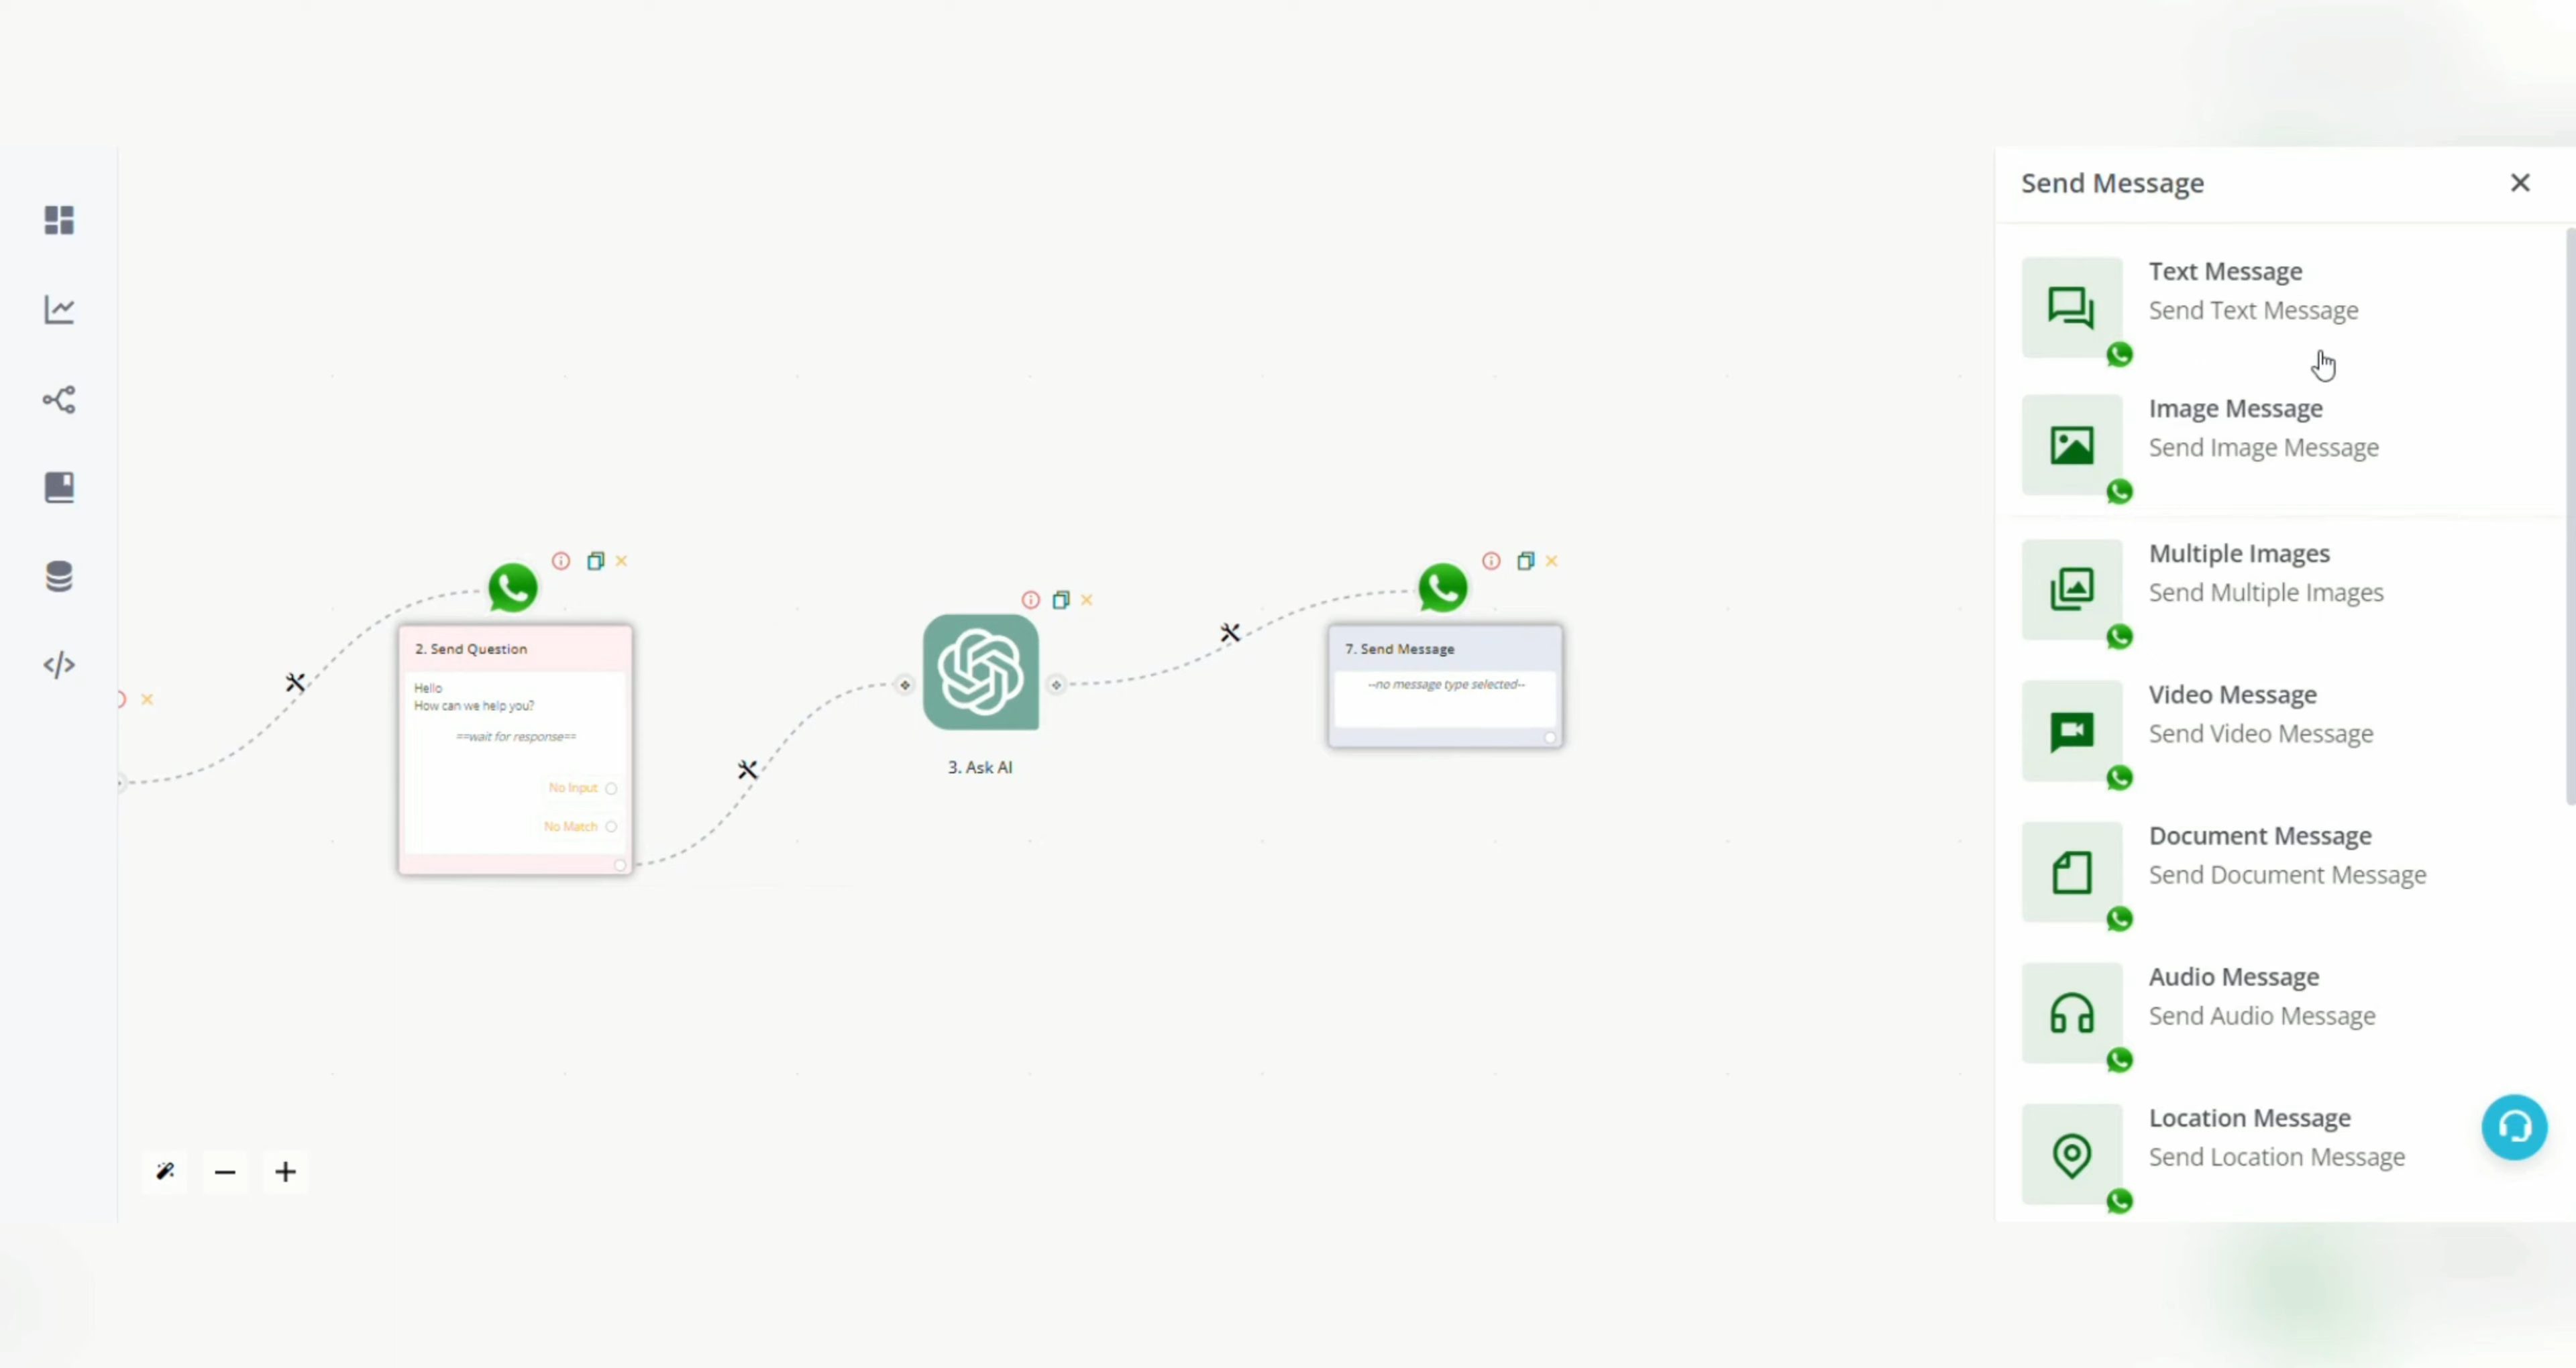 2. Send Question
Hello
How can we help you?
==wait for response==
No Input
No Match
3. Ask AI
7. Send Message
--no message type selected--
Send Message
Text Message
Send Text Message
Image Message
Send Image Message
Multiple Images
Send Multiple Images
Video Message
Send Video Message
Document Message
Send Document Message
Audio Message
Send Audio Message
Location Message
Send Location Message